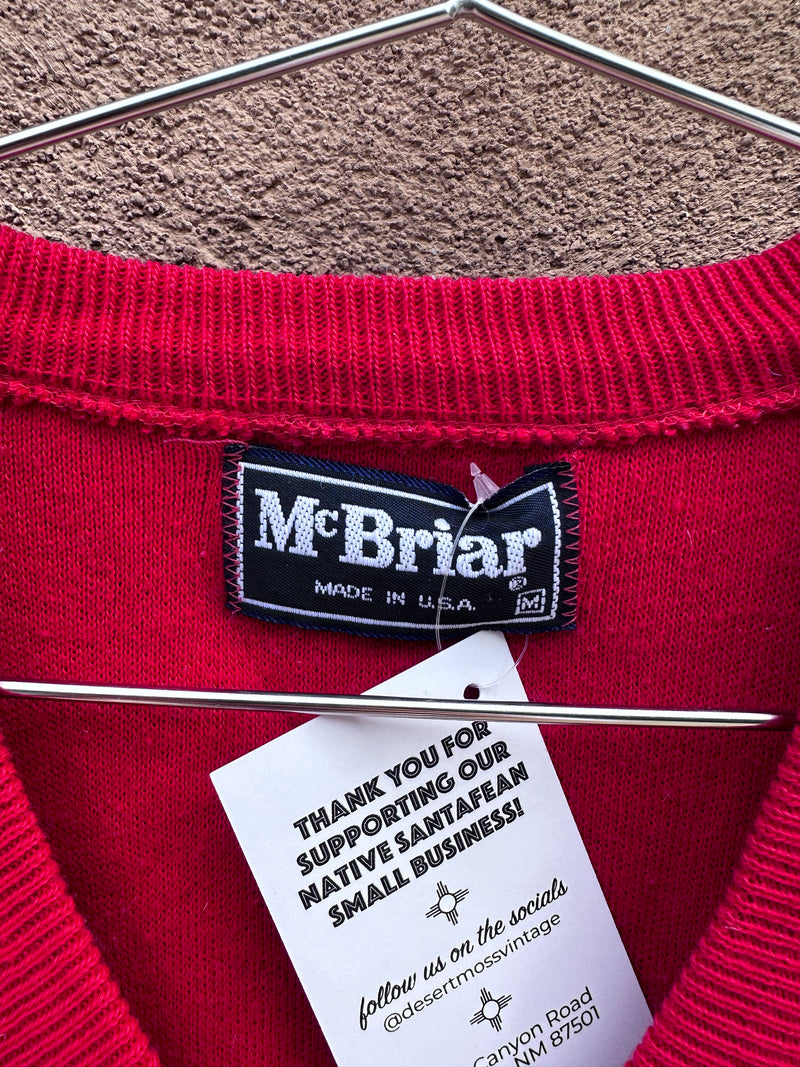 McBriar
®
MADE IN U.S.A.
M
THANK YOU FOR
SUPPORTING OUR
NATIVE SANTAFEAN
SMALL BUSINESS!
follow us on the socials
@desertmossvintage
Canyon Road
NM 87501